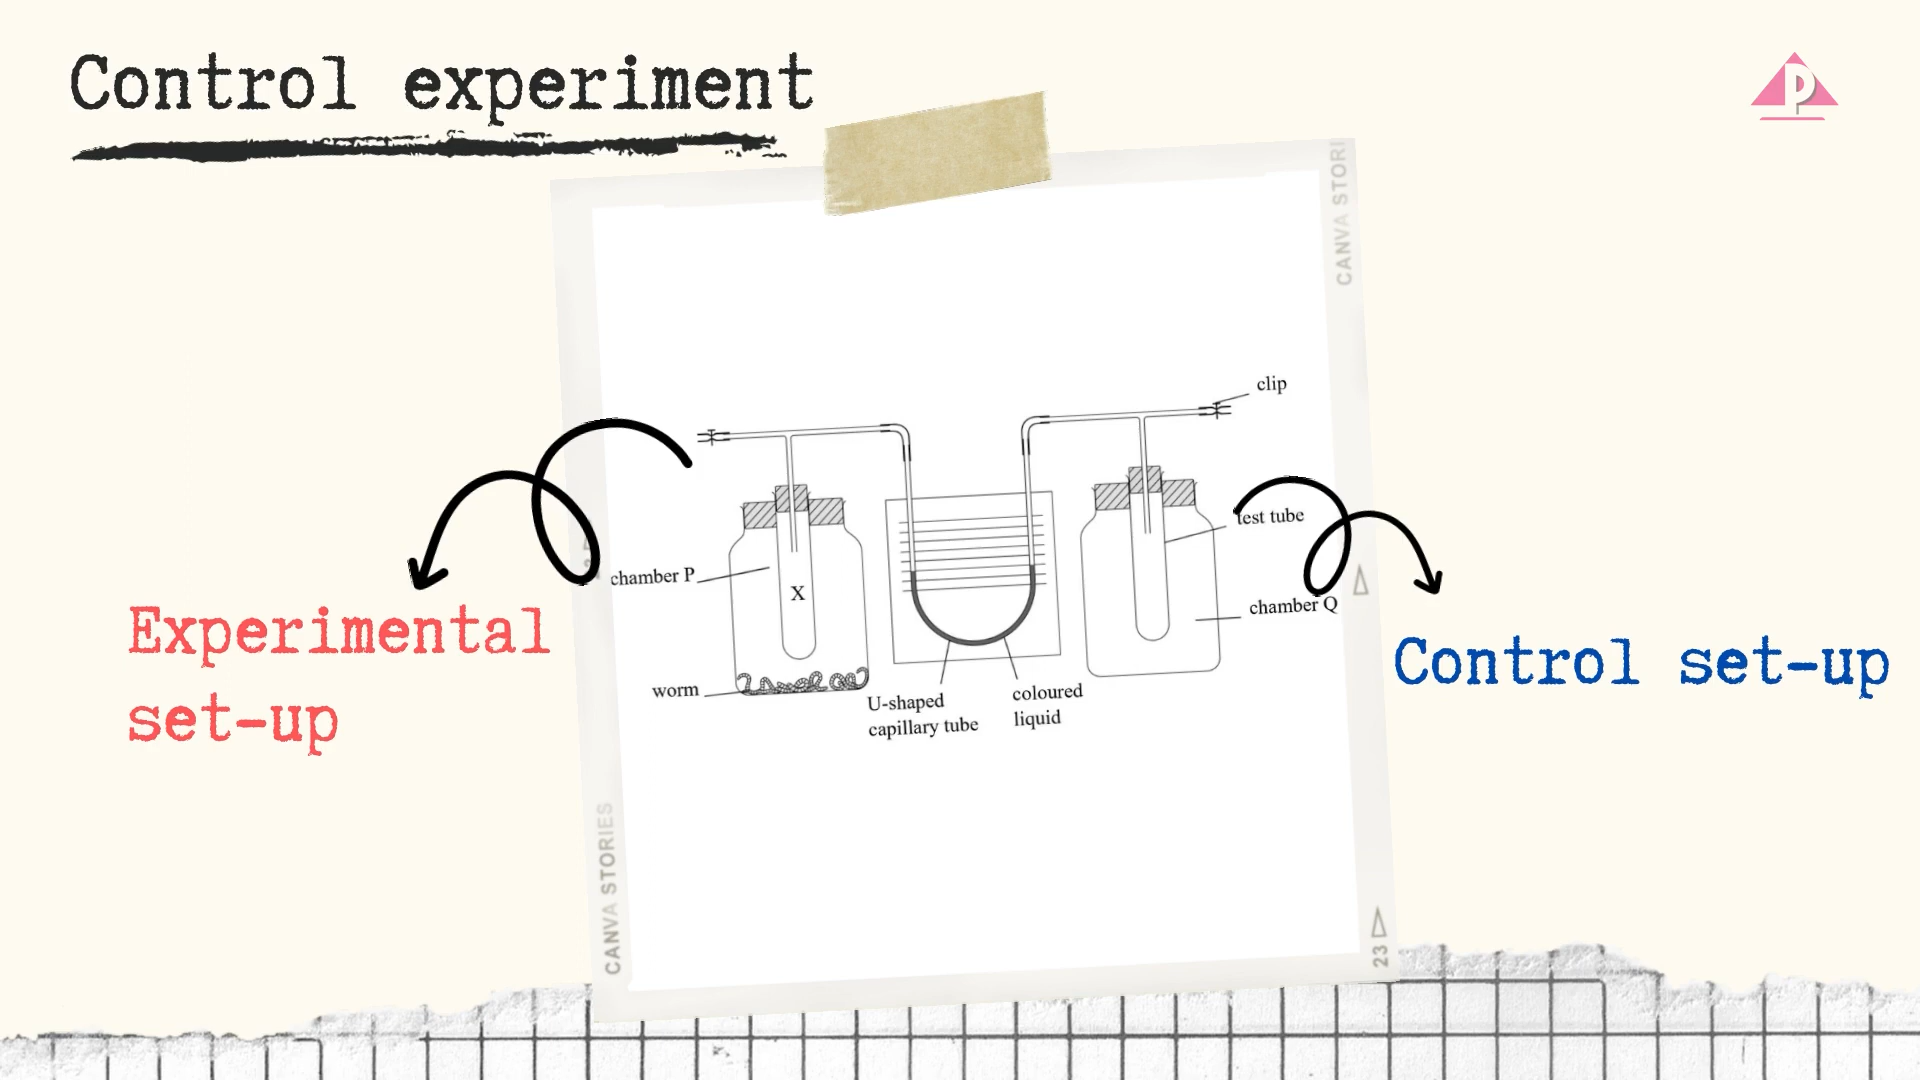 Control experiment
P
CANVA STORI
clip
test tube
chamber P
X
chamber Q
Experimental
set-up
Control set-up
worm
U-shaped
capillary tube
coloured
liquid
CANVA STORIES
23